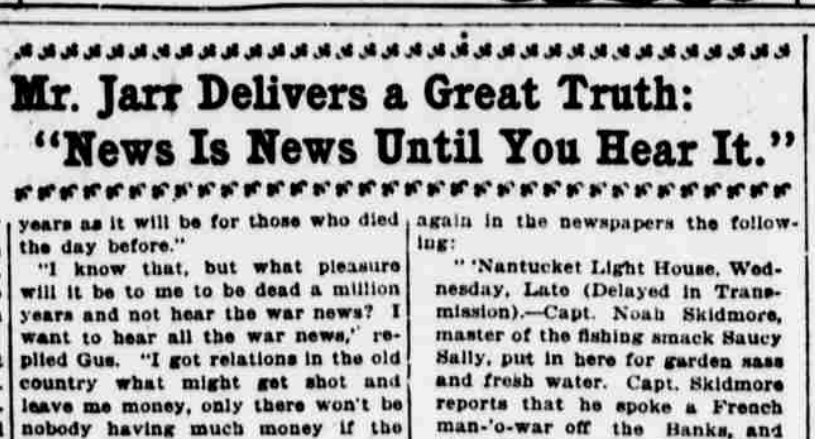 Mr. Jarr Delivers a Great Truth:
"News Is News Until You Hear It."
years as it will be for those who died
the day before."
"I know that, but what pleasure
will it be to me to be dead a million
years and not hear the war news? I
want to hear all the war news,' re-
plied Gus. "I got relations in the old
country what might get shot and
leave me money, only there won't be
nobody having much money if the
again in the newspapers the follow-
ing:
"'Nantucket Light House, Wed-
nesday, Late (Delayed in Trans-
mission).—Capt. Noah Skidmore,
master of the fishing smack Saucy
Sally, put in here for garden sass
and fresh water. Capt. Skidmore
reports that he spoke a French
man-'o-war off the Banks, and